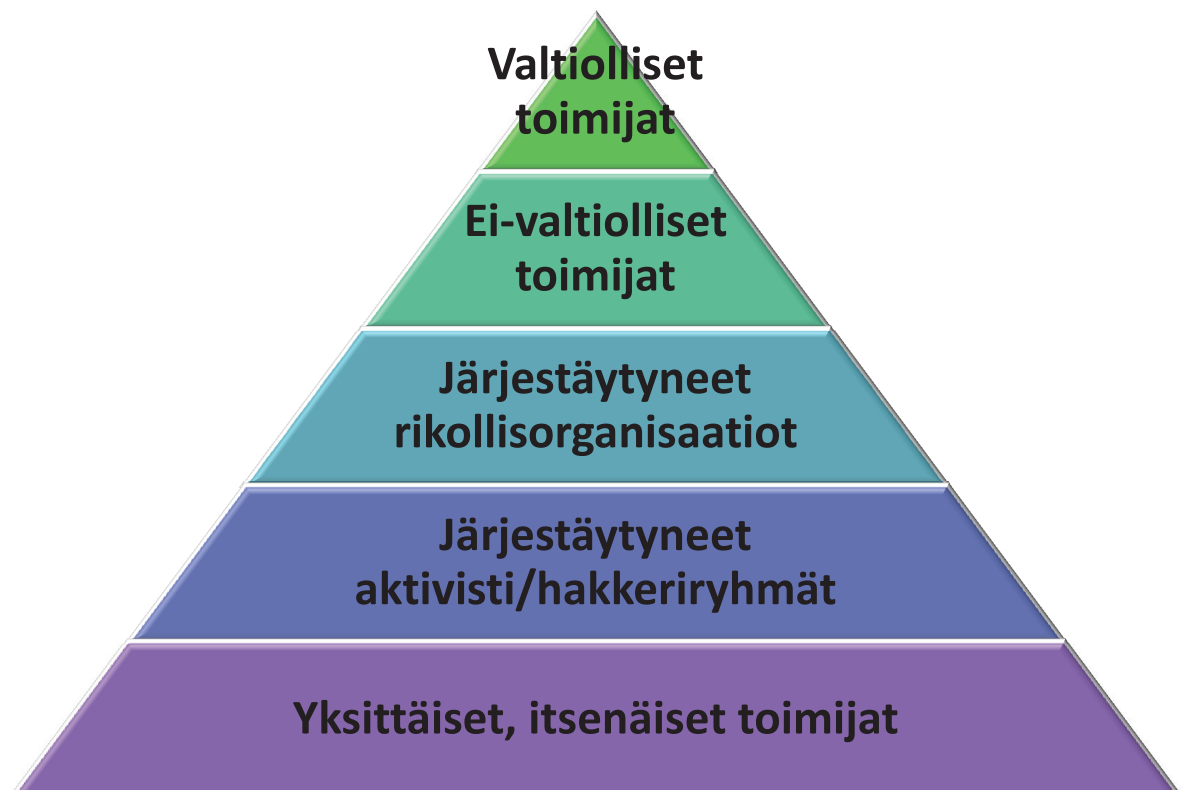 Valtiolliset
toimijat
Ei-valtiolliset
toimijat
Järjestäytyneet
rikollisorganisaatiot
Järjestäytyneet
aktivisti/hakkeriryhmät
Yksittäiset, itsenäiset toimijat